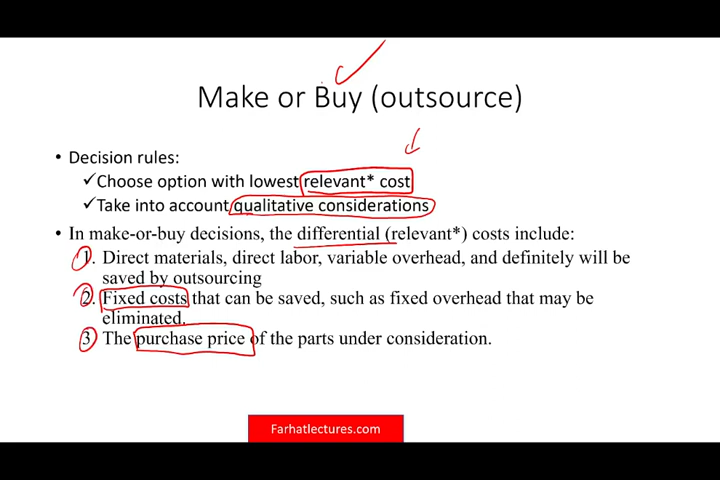 Make or Buy (outsource)
• Decision rules:
✓Choose option with lowest relevant* cost
✓Take into account qualitative considerations
• In make-or-buy decisions, the differential (relevant*) costs include:
1. Direct materials, direct labor, variable overhead, and definitely will be
saved by outsourcing
2. Fixed costs that can be saved, such as fixed overhead that may be
eliminated.
3 The purchase price of the parts under consideration.
Farhatlectures.com